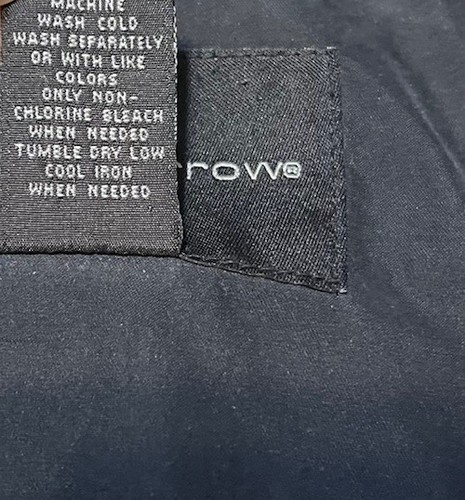 MACHINE
WASH COLD
WASH SEPARATELY
OR WITH LIKE
COLORS
ONLY NON-
CHLORINE BLEACH
WHEN NEEDED
TUMBLE DRY LOW
COOL IRON
WHEN NEEDED
row®